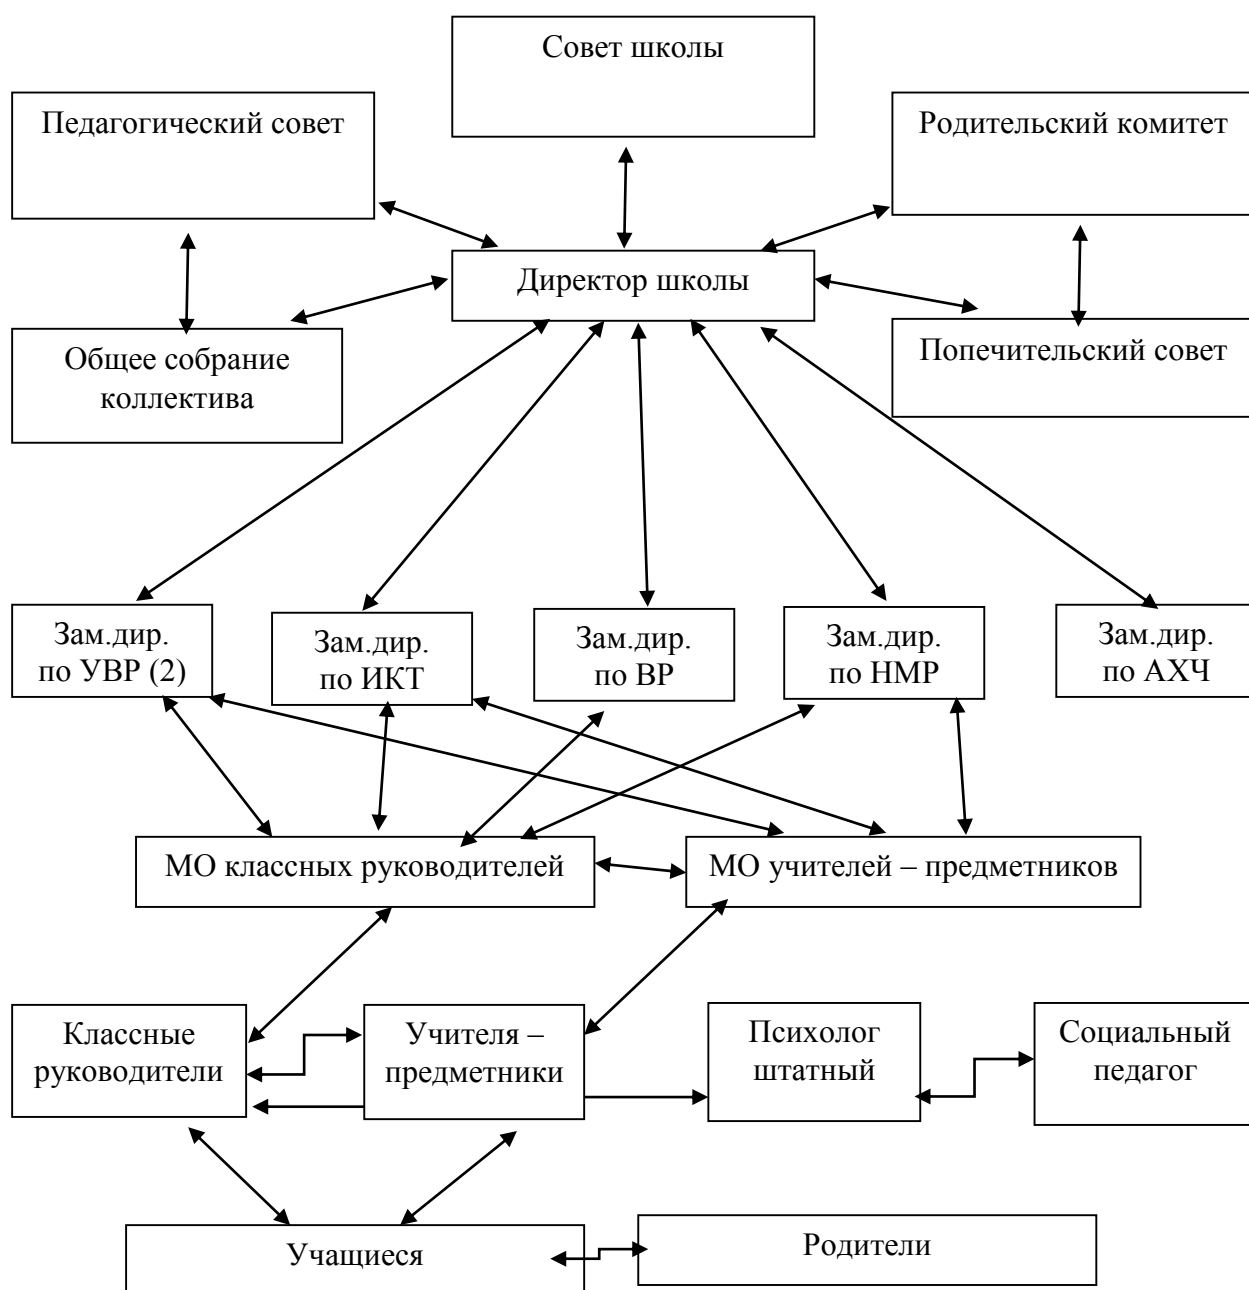 Совет школы
Педагогический совет
Родительский комитет
Директор школы
Общее собрание
коллектива
Попечительский совет
Зам.дир.
по УВР (2)
Зам.дир.
по ИКТ
Зам.дир.
по ВР
Зам.дир.
по НМР
Зам.дир.
по АХЧ
МО классных руководителей
МО учителей – предметников
Классные
руководители
Учителя –
предметники
Психолог
штатный
Социальный
педагог
Учащиеся
Родители